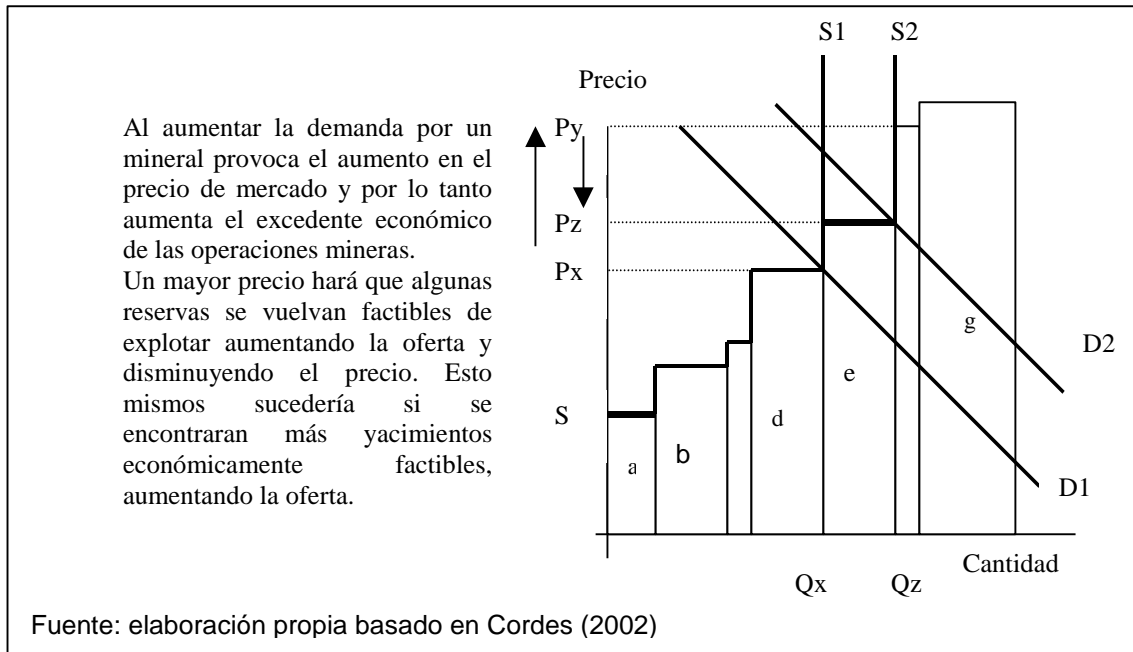 Al aumentar la demanda por un
mineral provoca el aumento en el
precio de mercado y por lo tanto
aumenta el excedente económico
de las operaciones mineras.
Un mayor precio hará que algunas
reservas se vuelvan factibles de
explotar aumentando la oferta y
disminuyendo el precio. Esto
mismos sucedería si se
encontraran más yacimientos
económicamente factibles,
aumentando la oferta.
S1
S2
Precio
Py
Pz
Px
S
a
b
d
e
g
D2
D1
Cantidad
Qx
Qz
Fuente: elaboración propia basado en Cordes (2002)